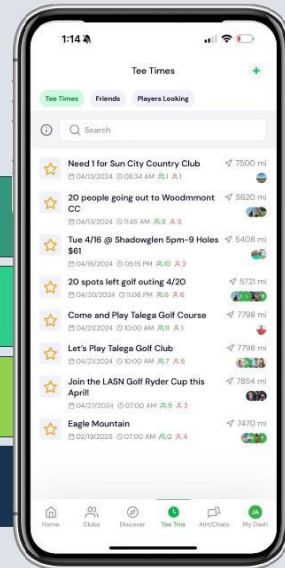 1:14
Tee Times
+
Tee Times Friends Players Looking
Search
Need 1 for Sun City Country Club 7500 mi
04/13/2024 08:34 AM 1 1
20 people going out to Woodmmont 5620 mi
CC
04/13/2024 11:45 AM 9 3
Tue 4/16 @ Shadowglen 5pm-9 Holes 5408 mi
$61
04/16/2024 05:15 PM 10 2
20 spots left golf outing 4/20 5721 mi
04/20/2024 11:06 PM 6 6
Come and Play Talega Golf Course 7798 mi
04/21/2024 10:00 AM 11 1
Let's Play Talega Golf Club 7798 mi
04/21/2024 10:00 AM 7 5
Join the LASN Golf Ryder Cup this 7854 mi
April!
04/27/2024 07:00 AM 9 3
Eagle Mountain 7470 mi
02/19/2025 07:00 AM 0 4
JA
Home Clubs Discover Tee Tms Alrt/Chats My Dash